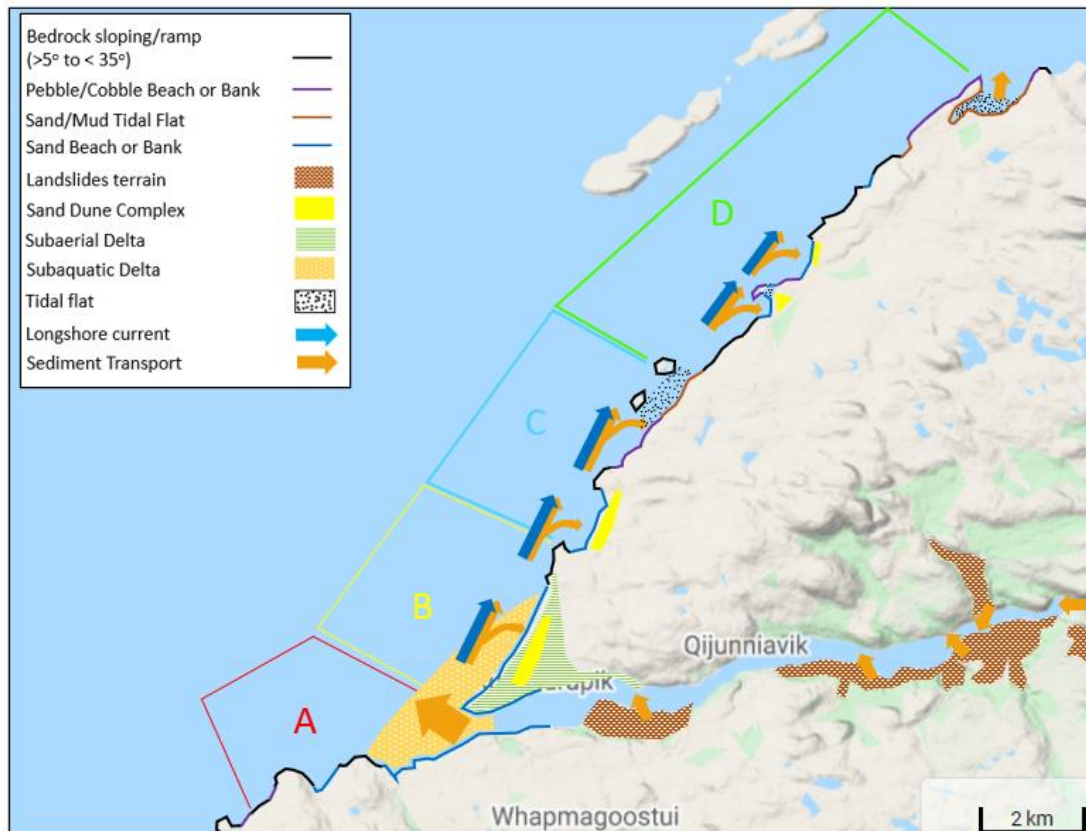 Bedrock sloping/ramp
(>5° to < 35°)
Pebble/Cobble Beach or Bank
Sand/Mud Tidal Flat
Sand Beach or Bank
Landslides terrain
Sand Dune Complex
Subaerial Delta
Subaquatic Delta
Tidal flat
Longshore current
Sediment Transport
D
C
B
A
Qijunniavik
Whapmagoostui
2 km